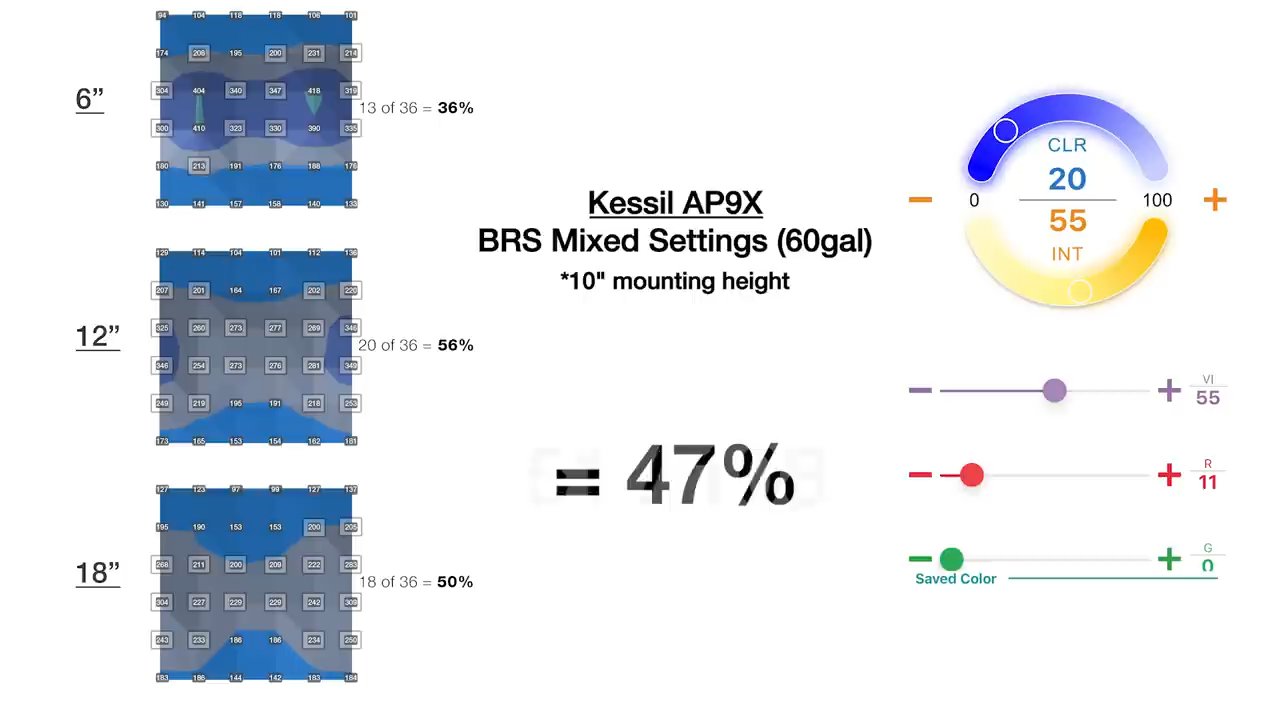 94 104 118 118 106 101
174 208 195 200 231 214
304 404 340 347 418 319
6”
13 of 36 = 36%
300 410 323 330 390 335
180 213 191 176 188 176
130 141 157 158 140 133
Kessil AP9X
BRS Mixed Settings (60gal)
*10" mounting height
CLR
20
0
100
55
INT
129 114 104 101 112 136
207 201 164 167 202 220
325 260 273 277 269 346
12”
20 of 36 = 56%
346 254 273 276 281 349
249 219 195 191 218 253
173 165 153 154 162 181
VI
55
= 47%
R
11
127 123 97 99 127 137
195 190 153 153 200 205
268 211 200 209 222 283
18”
18 of 36 = 50%
304 227 229 229 242 309
243 233 186 186 234 250
183 186 144 142 183 184
G
0
Saved Color